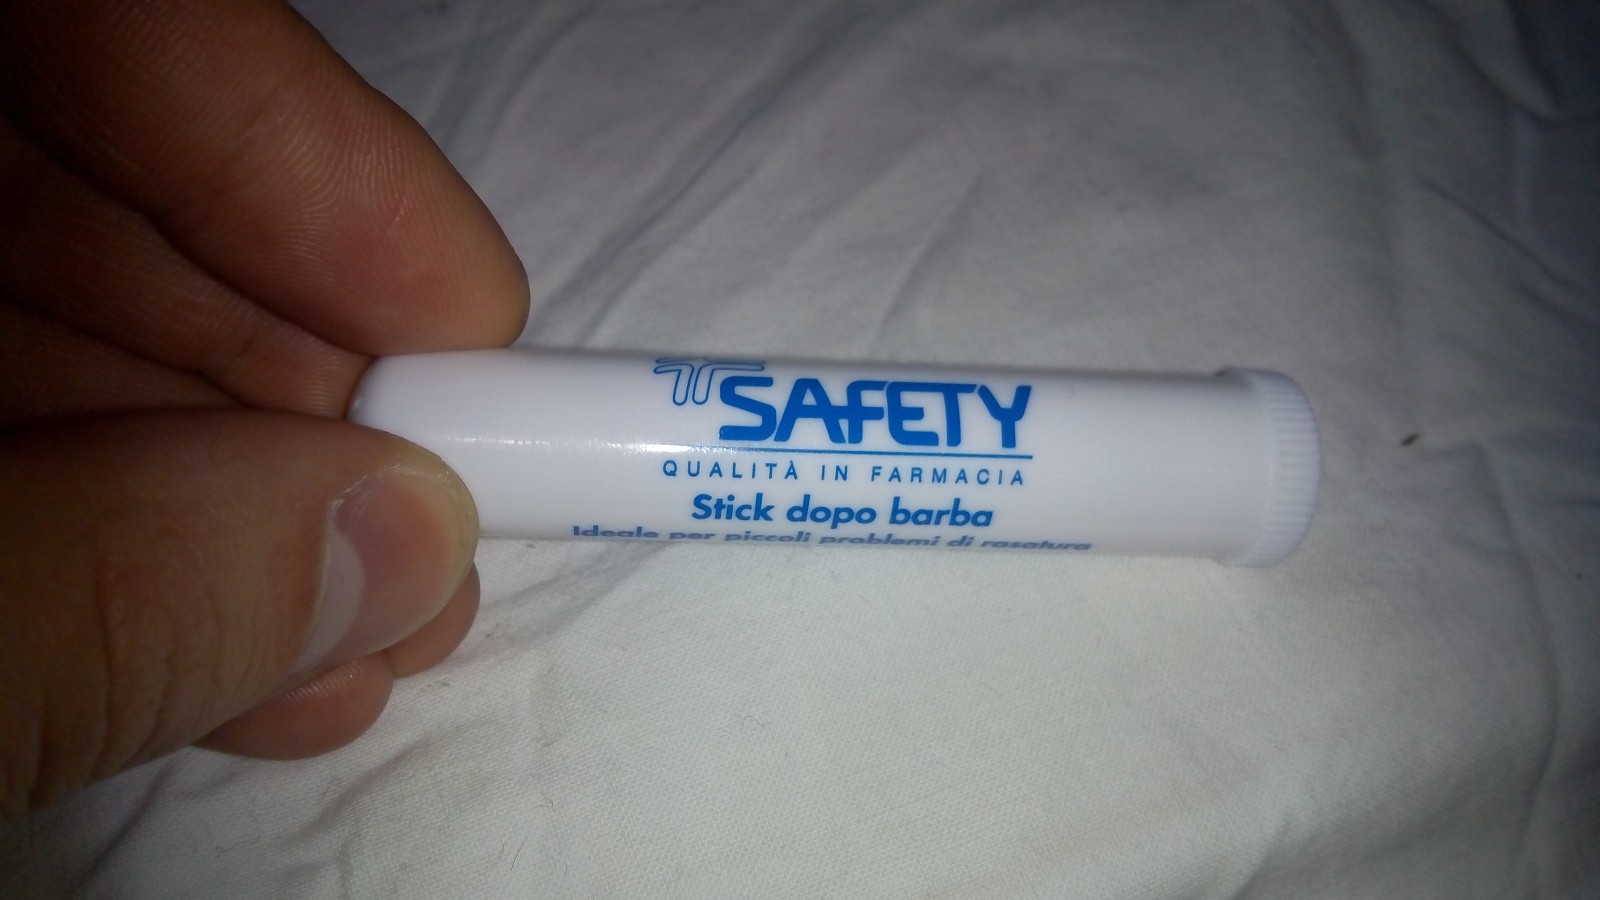 SAFETY
QUALITÀ IN FARMACIA
Stick dopo barba
Ideale per piccoli problemi di rasatura